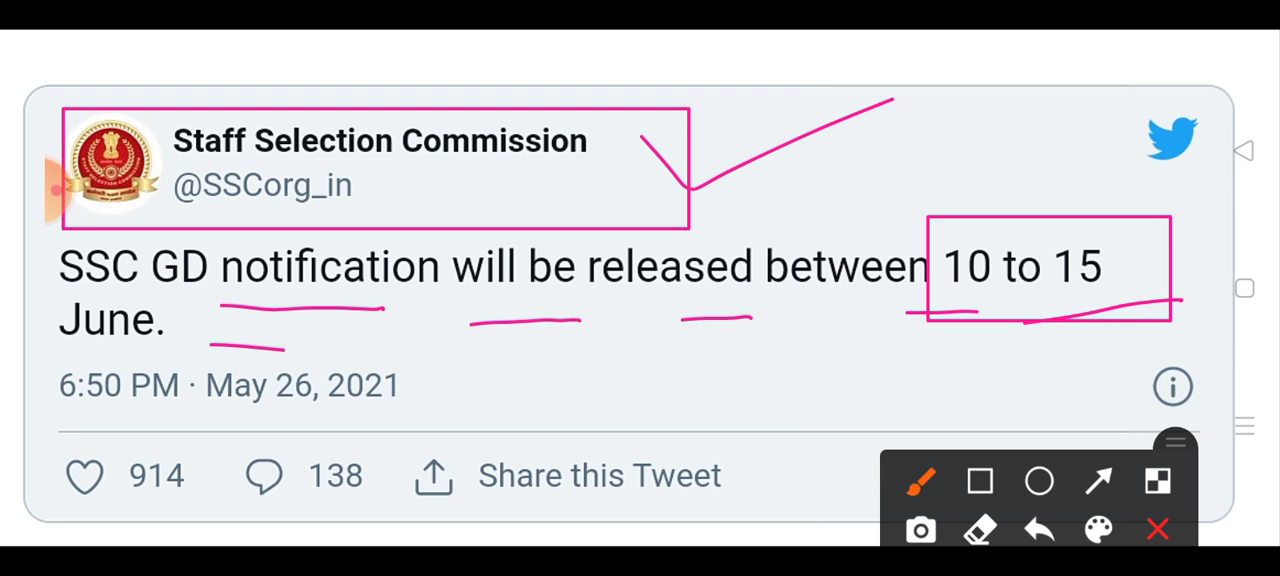 Staff Selection Commission
@SSCorg_in
SSC GD notification will be released between 10 to 15
June.
6:50 PM · May 26, 2021
914 138 Share this Tweet